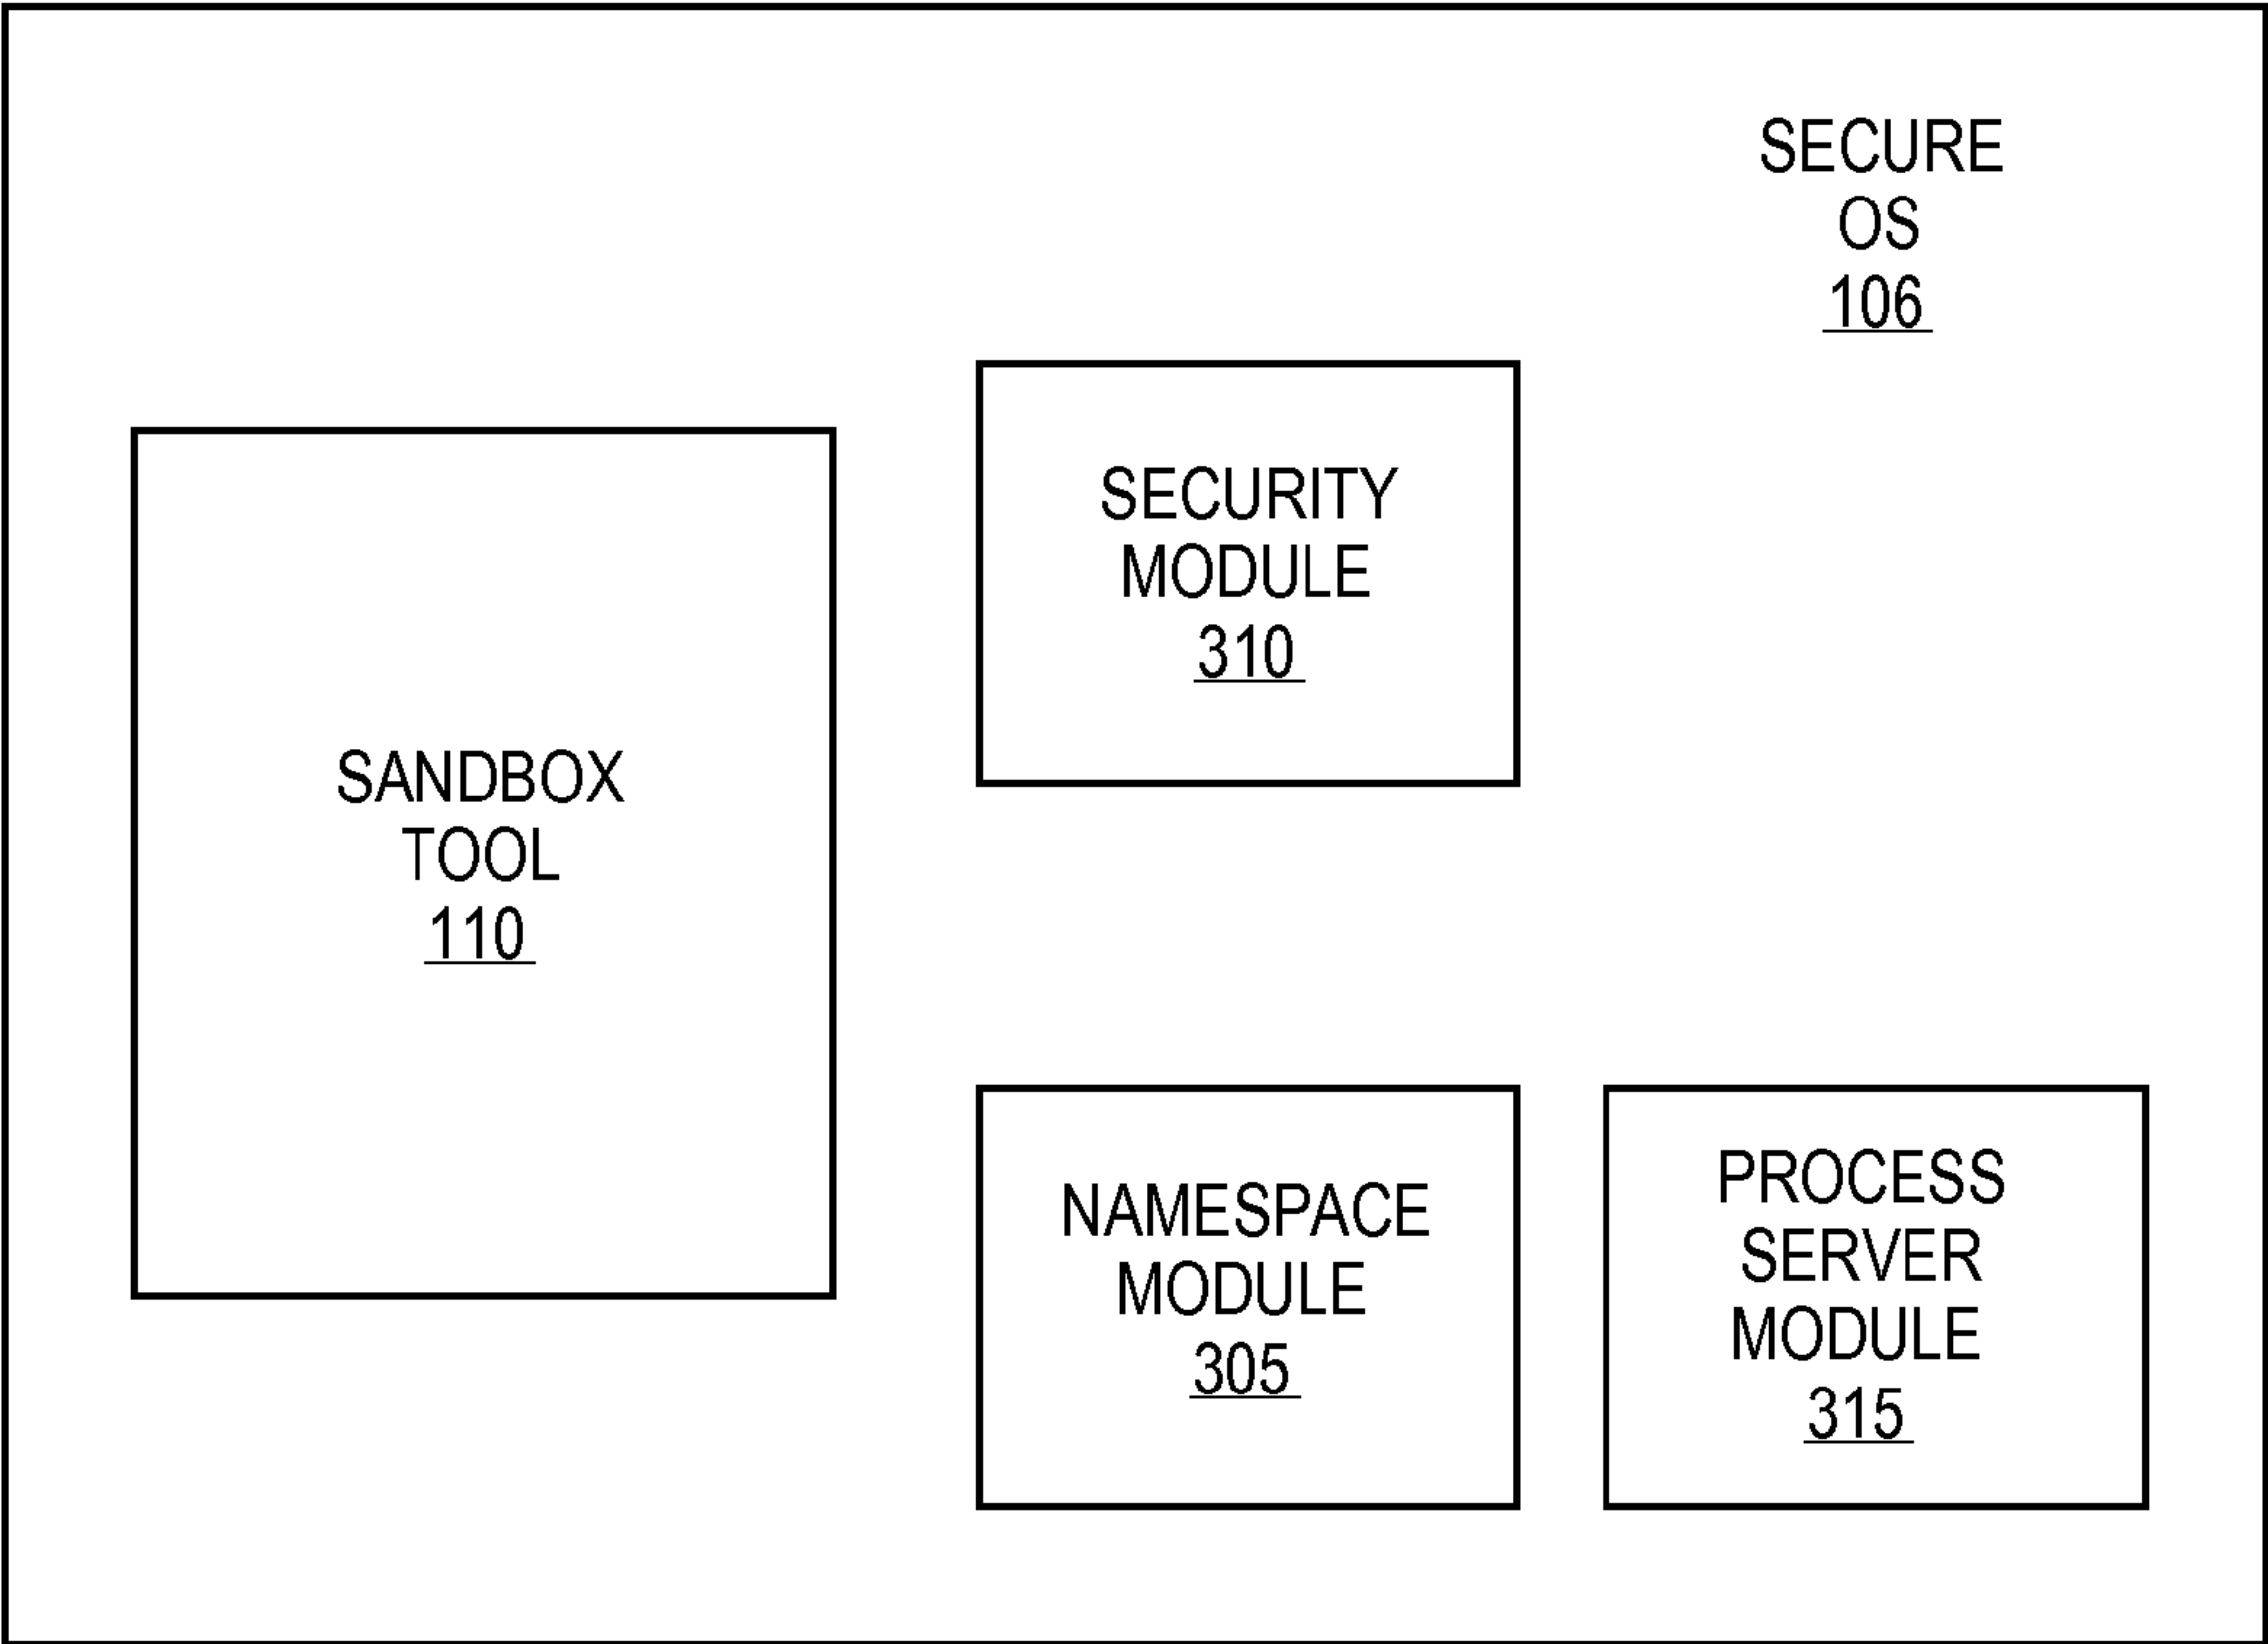 SECURE
OS
106
SECURITY
MODULE
310
SANDBOX
TOOL
110
NAMESPACE
MODULE
305
PROCESS
SERVER
MODULE
315